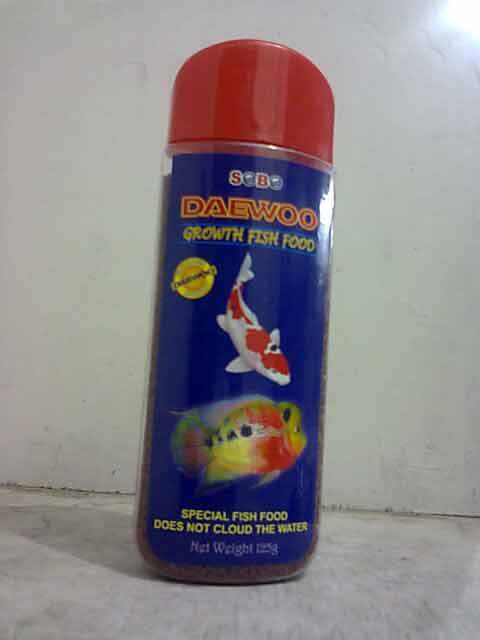 SOBO
DAEWOO
GROWTH FISH FOOD
SPECIAL FISH FOOD
DOES NOT CLOUD THE WATER
Net Weight 125g